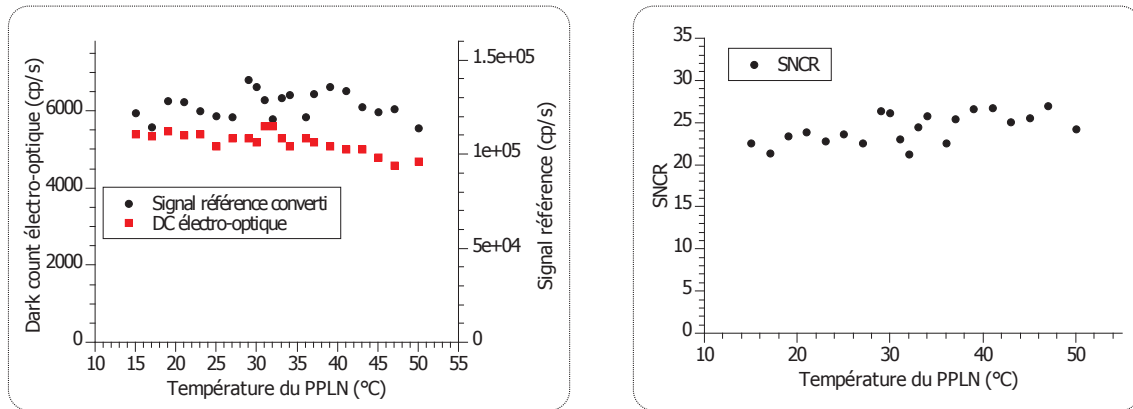 Dark count électro-optique (cp/s)
6000
4000
2000
0
Signal référence converti
DC électro-optique
1.5e+05
1e+05
5e+04
0
Signal référence (cp/s)
10 15 20 25 30 35 40 45 50 55
Température du PPLN (°C)
SNCR
35
30
25
20
15
10
5
0
SNCR
10 20 30 40 50
Température du PPLN (°C)